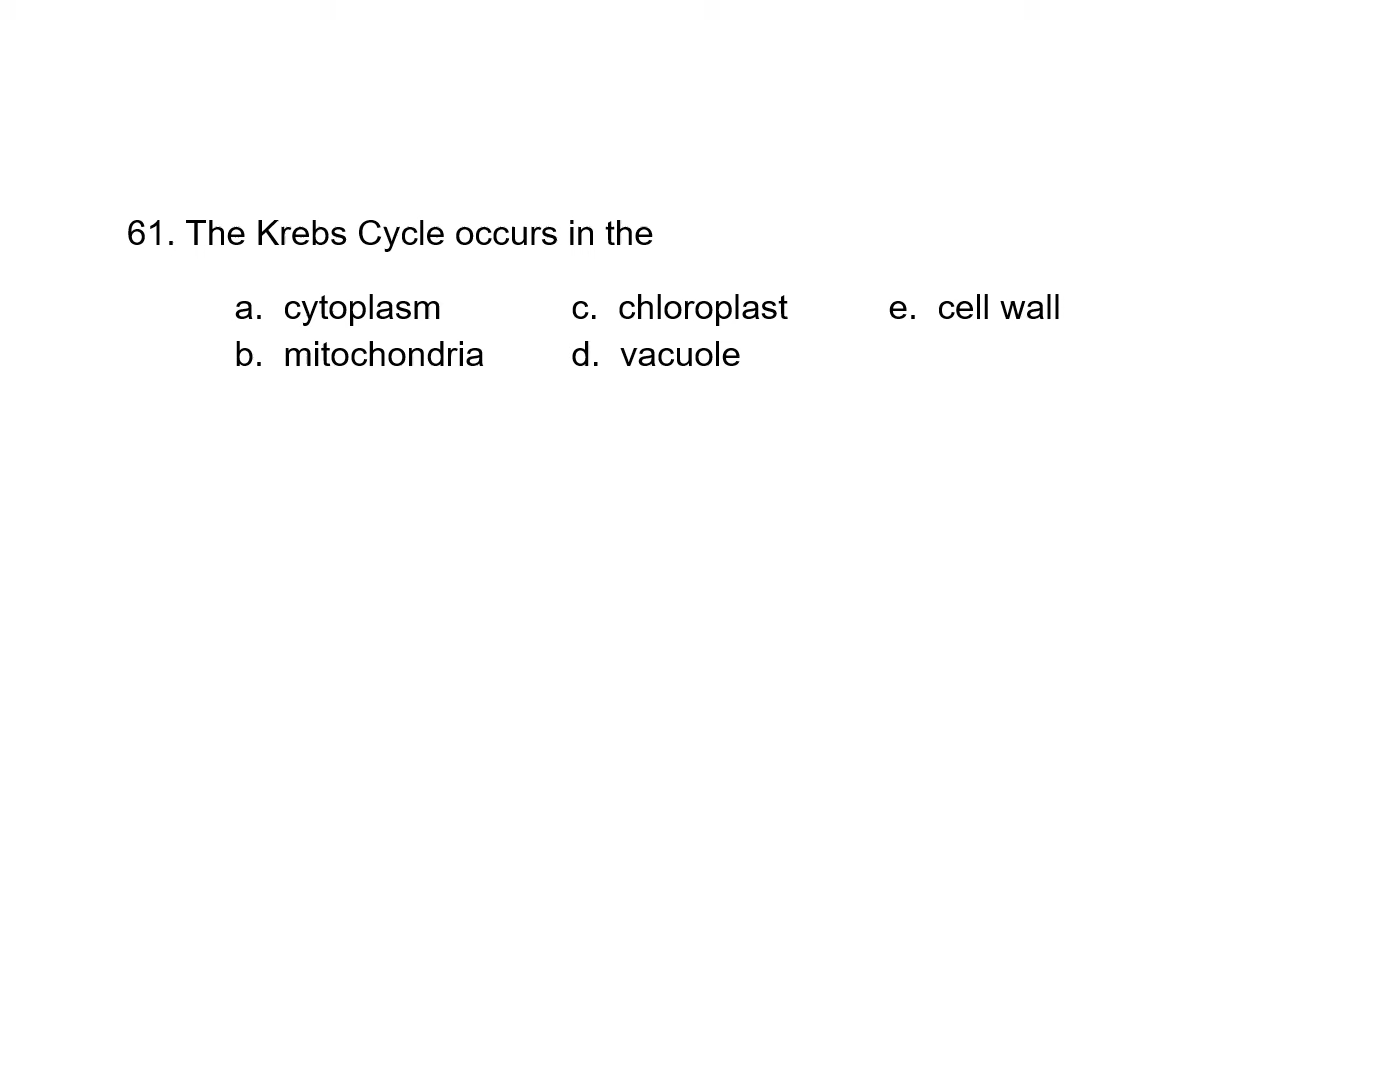 61. The Krebs Cycle occurs in the
a. cytoplasm c. chloroplast e. cell wall
b. mitochondria d. vacuole